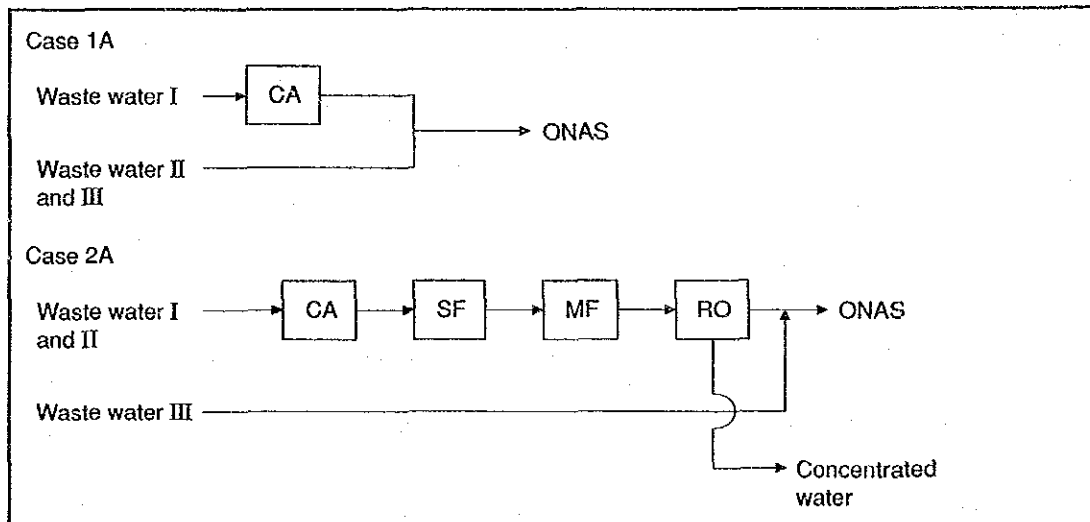 Case 1A
Waste water I
CA
ONAS
Waste water II
and III
Case 2A
Waste water I
and II
CA
SF
MF
RO
ONAS
Waste water III
Concentrated
water